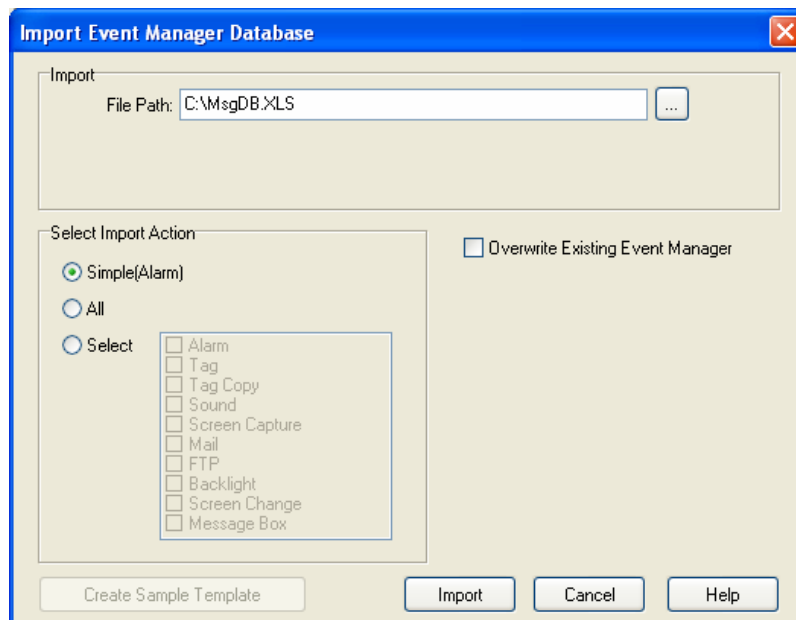 Import Event Manager Database
Import
File Path: C:\MsgDB.XLS ...
Select Import Action
Overwrite Existing Event Manager
Simple(Alarm)
All
Select
Alarm
Tag
Tag Copy
Sound
Screen Capture
Mail
FTP
Backlight
Screen Change
Message Box
Create Sample Template Import Cancel Help